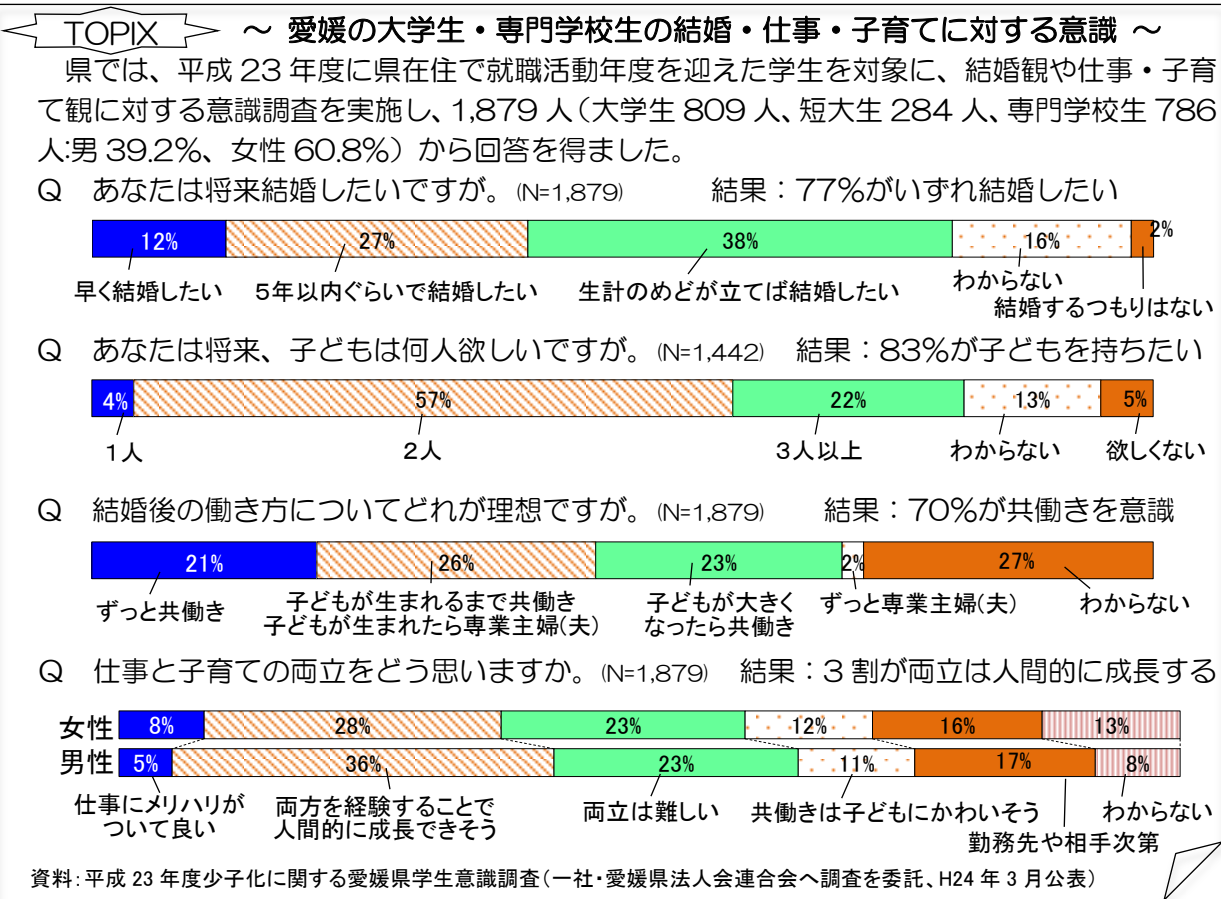 TOPIX ～ 愛媛の大学生・専門学校生の結婚・仕事・子育てに対する意識 ～
県では、平成 23 年度に県在住で就職活動年度を迎えた学生を対象に、結婚観や仕事・子育
て観に対する意識調査を実施し、1,879 人（大学生 809 人、短大生 284 人、専門学校生 786
人:男 39.2%、女性 60.8%）から回答を得ました。
Q あなたは将来結婚したいですが。(N=1,879) 結果：77%がいずれ結婚したい
12% 27% 38% 16% 2%
早く結婚したい 5年以内ぐらいで結婚したい 生計のめどが立てば結婚したい わからない
結婚するつもりはない
Q あなたは将来、子どもは何人欲しいですが。(N=1,442) 結果：83%が子どもを持ちたい
4% 57% 22% 13% 5%
1人 2人 3人以上 わからない 欲しくない
Q 結婚後の働き方についてどれが理想ですが。(N=1,879) 結果：70%が共働きを意識
21% 26% 23% 2% 27%
ずっと共働き 子どもが生まれるまで共働き 子どもが大きく ずっと専業主婦(夫) わからない
子どもが生まれたら専業主婦(夫) なったら共働き
Q 仕事と子育ての両立をどう思いますか。(N=1,879) 結果：3 割が両立は人間的に成長する
女性 8% 28% 23% 12% 16% 13%
男性 5% 36% 23% 11% 17% 8%
仕事にメリハリが 両方を経験することで 両立は難しい 共働きは子どもにかわいそう わからない
ついて良い 人間的に成長できそう
勤務先や相手次第
資料：平成 23 年度少子化に関する愛媛県学生意識調査（一社・愛媛県法人会連合会へ調査を委託、H24 年 3 月公表）